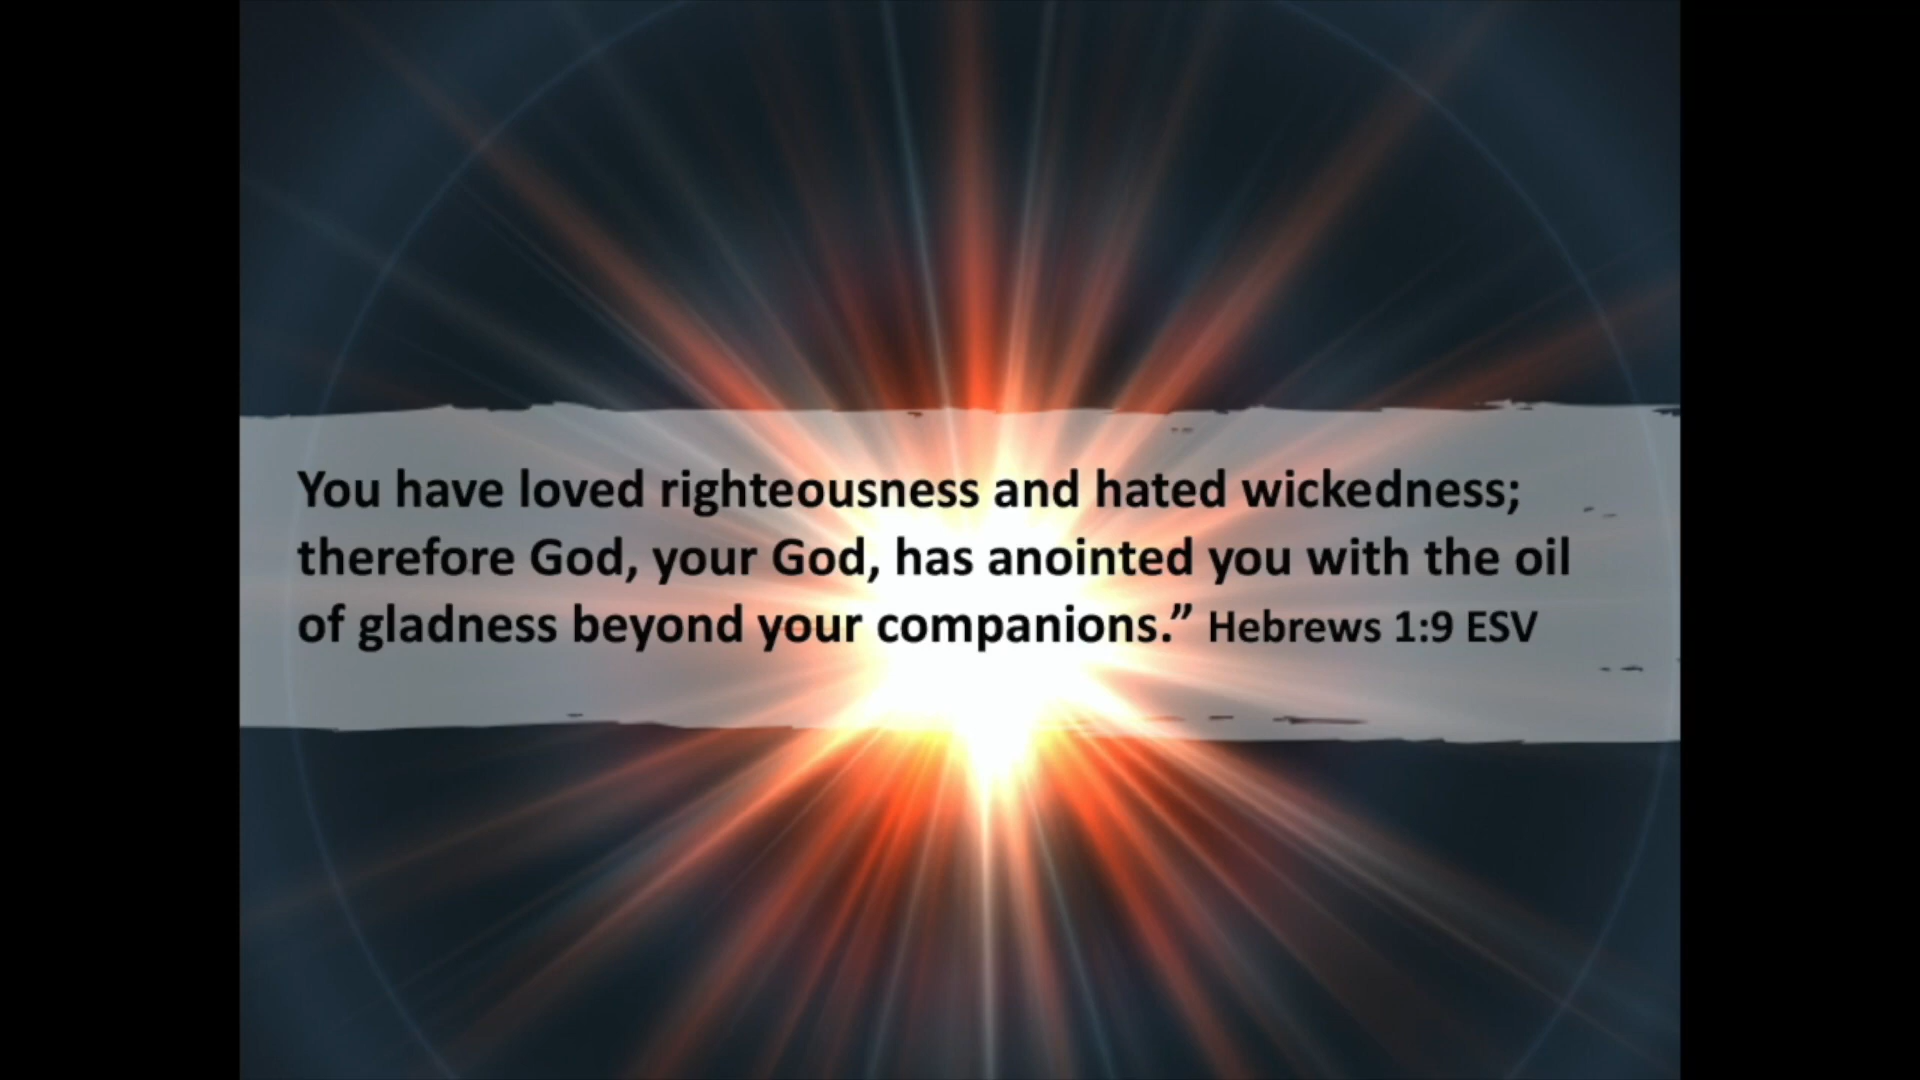 You have loved righteousness and hated wickedness;
therefore God, your God, has anointed you with the oil
of gladness beyond your companions.” Hebrews 1:9 ESV